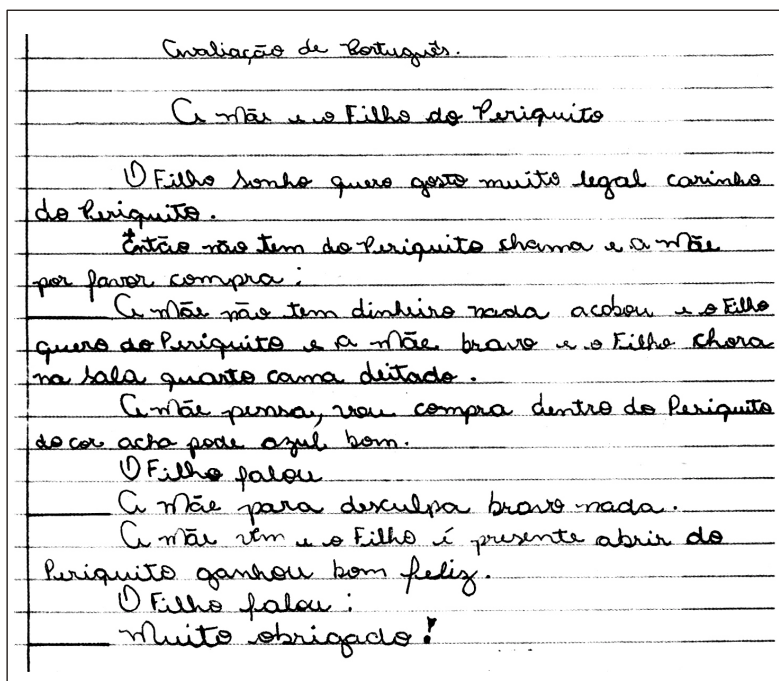 Avaliação de Português.
A mãe e o Filho do Periquito
O Filho sonho quero gosto muito legal carinho
do Periquito.
Então não tem do Periquito chama e a mãe
por favor compra:
A mãe não tem dinheiro nada acabou e o Filho
quero do Periquito e a mãe bravo e o Filho chora
na sala quarto cama deitado.
A mãe pensa, vou compra dentro do Periquito
do cor acha pode azul bom.
O Filho falou
A mãe para desculpa bravo nada.
A mãe vem e o Filho é presente abrir do
Periquito ganhou bom feliz.
O Filho falou:
Muito obrigado!